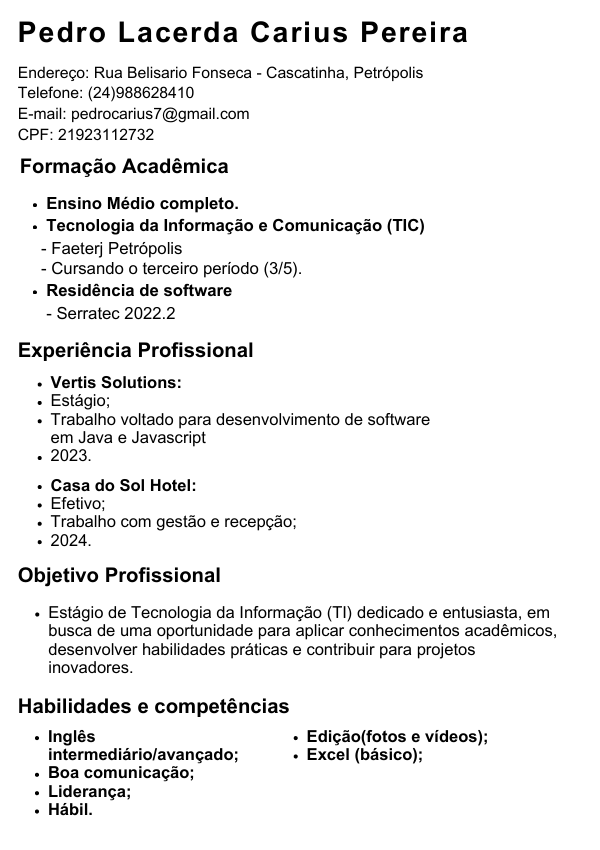 Pedro Lacerda Carius Pereira
Endereço: Rua Belisario Fonseca - Cascatinha, Petrópolis
Telefone: (24)988628410
E-mail: pedrocarius7@gmail.com
CPF: 21923112732
Formação Acadêmica
• Ensino Médio completo.
• Tecnologia da Informação e Comunicação (TIC)
- Faeterj Petrópolis
- Cursando o terceiro período (3/5).
• Residência de software
- Serratec 2022.2
Experiência Profissional
• Vertis Solutions:
• Estágio;
• Trabalho voltado para desenvolvimento de software
em Java e Javascript
• 2023.
• Casa do Sol Hotel:
• Efetivo;
• Trabalho com gestão e recepção;
• 2024.
Objetivo Profissional
• Estágio de Tecnologia da Informação (TI) dedicado e entusiasta, em
busca de uma oportunidade para aplicar conhecimentos acadêmicos,
desenvolver habilidades práticas e contribuir para projetos
inovadores.
Habilidades e competências
• Inglês
intermediário/avançado;
• Boa comunicação;
• Liderança;
• Hábil.
• Edição(fotos e vídeos);
• Excel (básico);